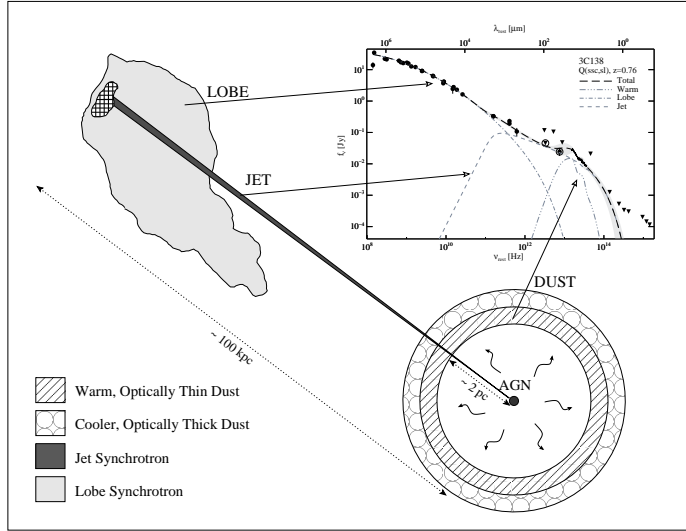 λrest [μm]
10⁴ 10² 10⁰
3C138
Q(ssc,sl), z=0.76
Total
Warm
Lobe
Jet
10¹
10⁰
10⁻¹
10⁻²
10⁻³
10⁻⁴
fν [Jy]
10⁸ 10¹⁰ 10¹² 10¹⁴
νrest [Hz]
LOBE
JET
DUST
AGN
~ 2 pc
~ 100 kpc
Warm, Optically Thin Dust
Cooler, Optically Thick Dust
Jet Synchrotron
Lobe Synchrotron